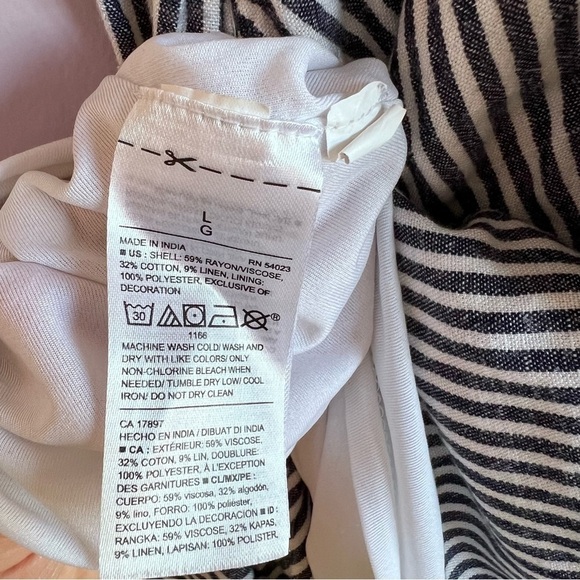 L
G
MADE IN INDIA RN 54023
■ US : SHELL: 59% RAYON/VISCOSE,
32% COTTON, 9% LINEN, LINING:
100% POLYESTER, EXCLUSIVE OF
DECORATION
30
1166
MACHINE WASH COLD/ WASH AND
DRY WITH LIKE COLORS/ ONLY
NON-CHLORINE BLEACH WHEN
NEEDED/ TUMBLE DRY LOW/ COOL
IRON/ DO NOT DRY CLEAN
CA 17897
HECHO EN INDIA / DIBUAT DI INDIA
■ CA : EXTÉRIEUR: 59% VISCOSE,
32% COTON, 9% LIN, DOUBLURE:
100% POLYESTER, À L'EXCEPTION
DES GARNITURES ■ CL/MX/PE :
CUERPO: 59% viscosa, 32% algodón,
9% lino, FORRO: 100% poliéster,
EXCLUYENDO LA DECORACION ■ ID :
RANGKA: 59% VISCOSE, 32% KAPAS,
9% LINEN, LAPISAN: 100% POLISTER,